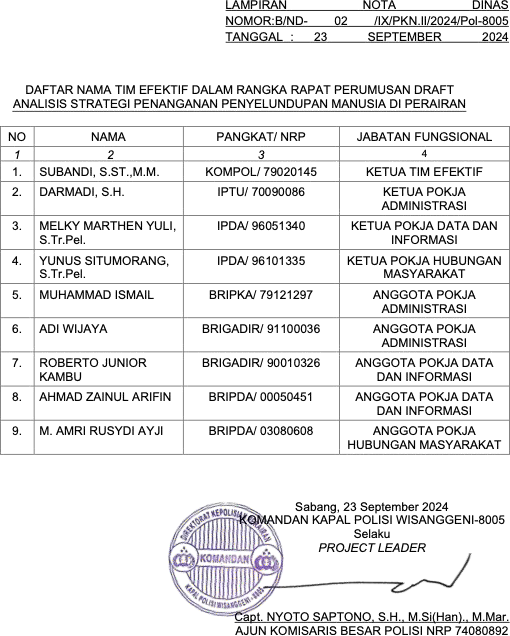 LAMPIRAN NOTA DINAS
NOMOR:B/ND- 02 /IX/PKN.II/2024/Pol-8005
TANGGAL : 23 SEPTEMBER 2024
DAFTAR NAMA TIM EFEKTIF DALAM RANGKA RAPAT PERUMUSAN DRAFT
ANALISIS STRATEGI PENANGANAN PENYELUNDUPAN MANUSIA DI PERAIRAN
NO NAMA PANGKAT/ NRP JABATAN FUNGSIONAL
1 2 3 4
1. SUBANDI, S.ST.,M.M. KOMPOL/ 79020145 KETUA TIM EFEKTIF
2. DARMADI, S.H. IPTU/ 70090086 KETUA POKJA
ADMINISTRASI
3. MELKY MARTHEN YULI, IPDA/ 96051340 KETUA POKJA DATA DAN
S.Tr.Pel. INFORMASI
4. YUNUS SITUMORANG, IPDA/ 96101335 KETUA POKJA HUBUNGAN
S.Tr.Pel. MASYARAKAT
5. MUHAMMAD ISMAIL BRIPKA/ 79121297 ANGGOTA POKJA
ADMINISTRASI
6. ADI WIJAYA BRIGADIR/ 91100036 ANGGOTA POKJA
ADMINISTRASI
7. ROBERTO JUNIOR BRIGADIR/ 90010326 ANGGOTA POKJA DATA
KAMBU DAN INFORMASI
8. AHMAD ZAINUL ARIFIN BRIPDA/ 00050451 ANGGOTA POKJA DATA
DAN INFORMASI
9. M. AMRI RUSYDI AYJI BRIPDA/ 03080608 ANGGOTA POKJA
HUBUNGAN MASYARAKAT
Sabang, 23 September 2024
KOMANDAN KAPAL POLISI WISANGGENI-8005
Selaku
PROJECT LEADER
DIREKTORAT KEPOLISIAN PERAIRAN
KOMANDAN
KAPAL POLISI WISANGGENI - 8005
Capt. NYOTO SAPTONO, S.H., M.Si(Han)., M.Mar.
AJUN KOMISARIS BESAR POLISI NRP 74080892